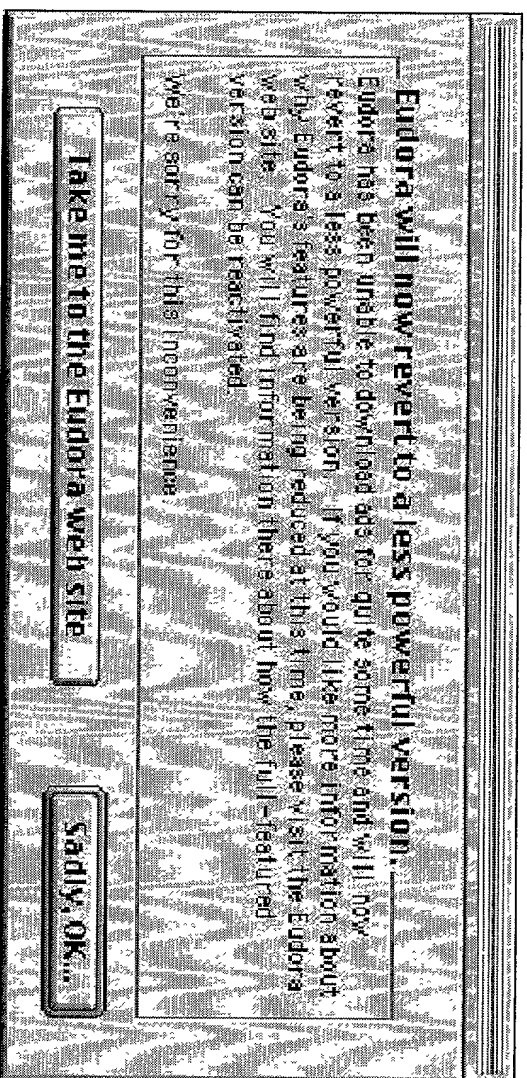 Eudora will now revert to a less powerful version.
Eudora has been unable to download ads for quite some time and will now
revert to a less powerful version. If you would like more information about
why Eudora's features are being reduced at this time, please visit the Eudora
web site. You will find information there about how the full-featured
version can be reactivated.
We're sorry for this inconvenience
Take me to the Eudora web site
Sadly, OK...